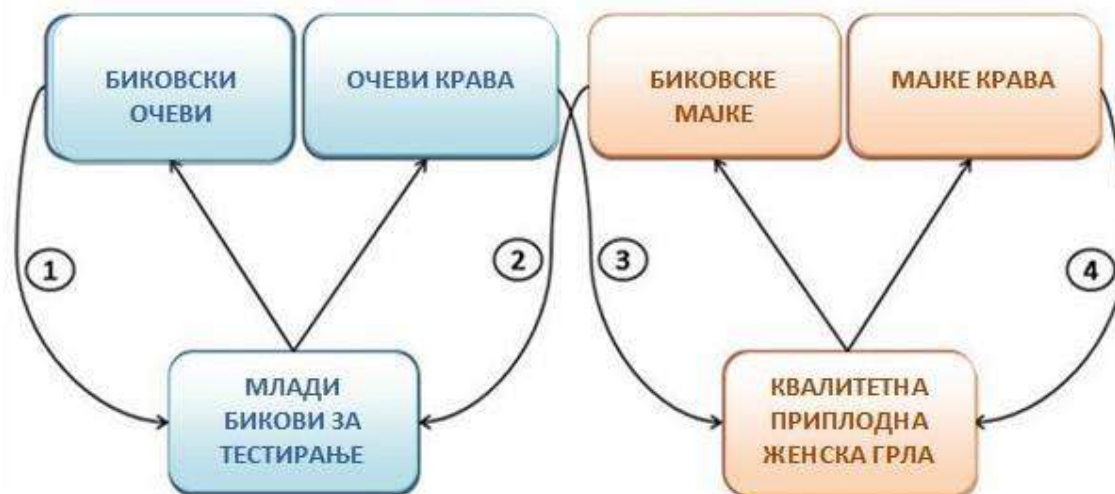 БИКОВСКИ
ОЧЕВИ
ОЧЕВИ КРАВА
БИКОВСКЕ
МАЈКЕ
МАЈКЕ КРАВА
1
2
3
4
МЛАДИ
БИКОВИ ЗА
ТЕСТИРАЊЕ
КВАЛИТЕТНА
ПРИПЛОДНА
ЖЕНСКА ГРЛА